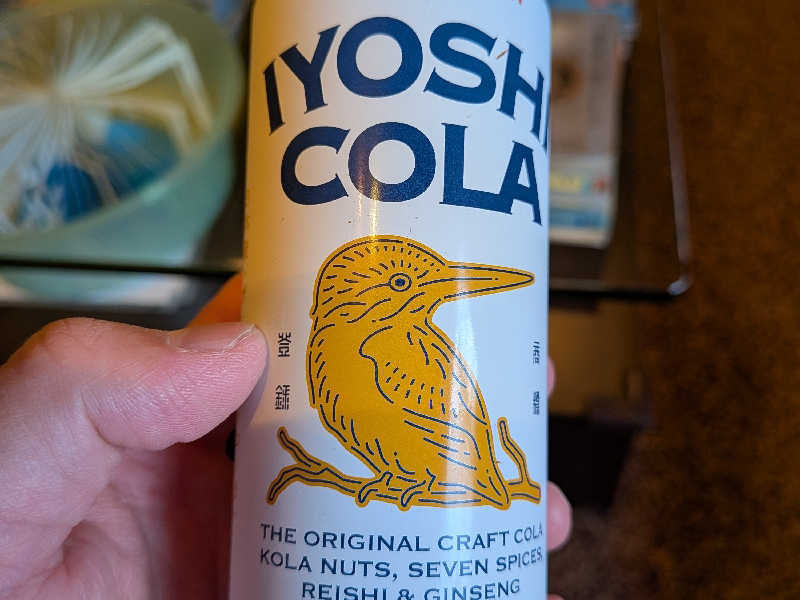 IYOSHI
COLA
THE ORIGINAL CRAFT COLA
KOLA NUTS, SEVEN SPICES,
REISHI & GINSENG